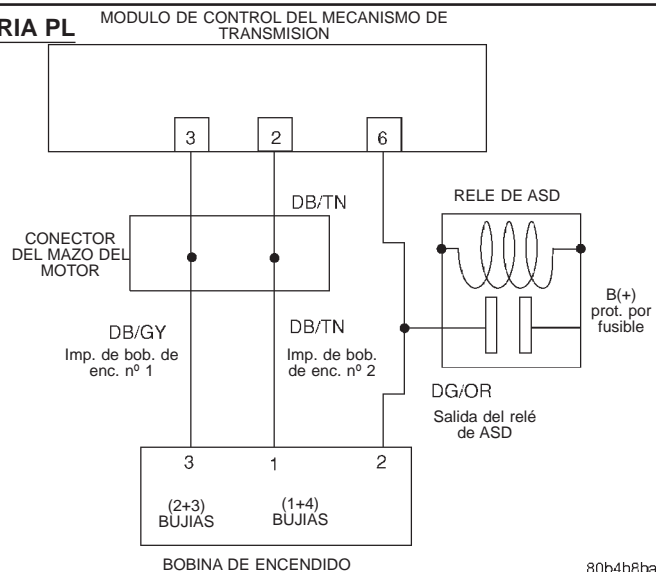 RIA PL
MODULO DE CONTROL DEL MECANISMO DE
TRANSMISION
3 2 6
DB/TN
RELE DE ASD
CONECTOR
DEL MAZO DEL
MOTOR
B(+)
prot. por
fusible
DB/GY
Imp. de bob. de
enc. nº 1
DB/TN
Imp. de bob.
de enc. nº 2
DG/OR
Salida del relé
de ASD
3 1 2
(2+3)
BUJIAS
(1+4)
BUJIAS
BOBINA DE ENCENDIDO
80b4b8ba